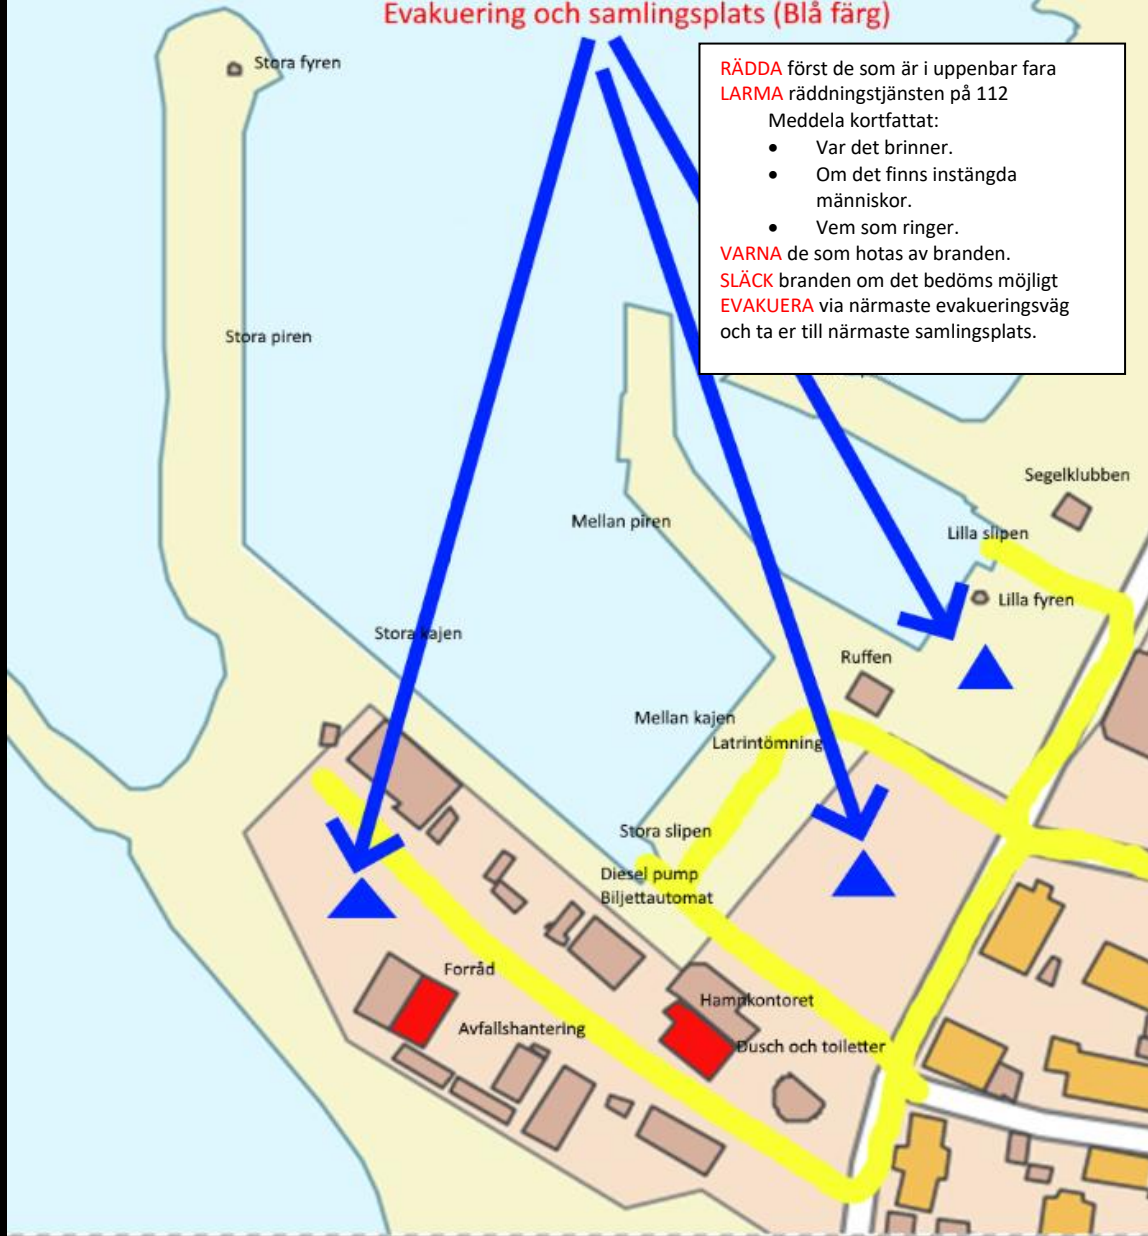 Evakuering och samlingsplats (Blå färg)
Stora fyren
RÄDDA först de som är i uppenbar fara
LARMA räddningstjänsten på 112
Meddela kortfattat:
• Var det brinner.
• Om det finns instängda
människor.
• Vem som ringer.
VARNA de som hotas av branden.
SLÄCK branden om det bedöms möjligt
EVAKUERA via närmaste evakueringsväg
och ta er till närmaste samlingsplats.
Stora piren
Segelklubben
Mellan piren
Lilla slipen
Lilla fyren
Stora kajen
Ruffen
Mellan kajen
Latrintömning
Stora slipen
Diesel pump
Biljettautomat
Forråd
Hamnkontoret
Avfallshantering
Dusch och toiletter